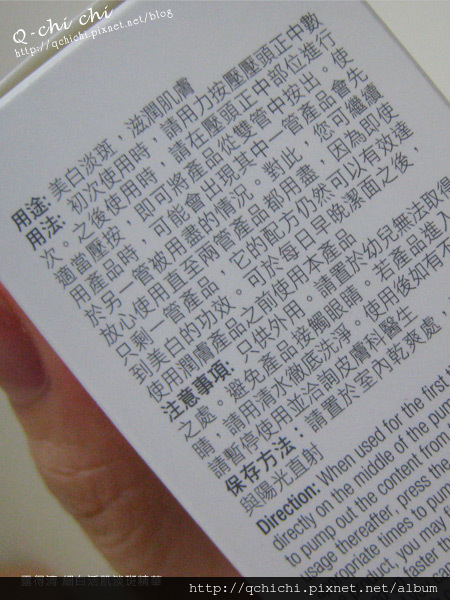 Q-chi chi
http://qchichi.pixnet.net/blog
用途: 美白淡斑，滋潤肌膚
用法: 初次使用時，請用力按壓壓頭正中數
次。之後使用時，請在壓頭正中部位進行
適當壓按，即可將產品從雙管中按出。使
用產品時，可能會出現其中一管產品會先
於另一管被用盡的情況。對此，您可繼續
放心使用直至兩管產品都用盡，因為即使
只剩一管產品，它的配方仍然可以有效達
到美白的功效。可於每日早晚潔面之後，
使用潤膚產品之前使用本產品
注意事項: 只供外用。請置於幼兒無法取得
之處。避免產品接觸眼睛。若產品進入
睛，請用清水徹底洗淨。使用後如有不
請暫停使用並洽詢皮膚科醫生
保存方法：請置於室內乾爽處，
與陽光直射
Direction: When used for the first
directly on the middle of the pum
to pump out the content from t
usage thereafter, press the
opriate times to pum
uct, you may fi
faster tha
http://qchichi.pixnet.net/album